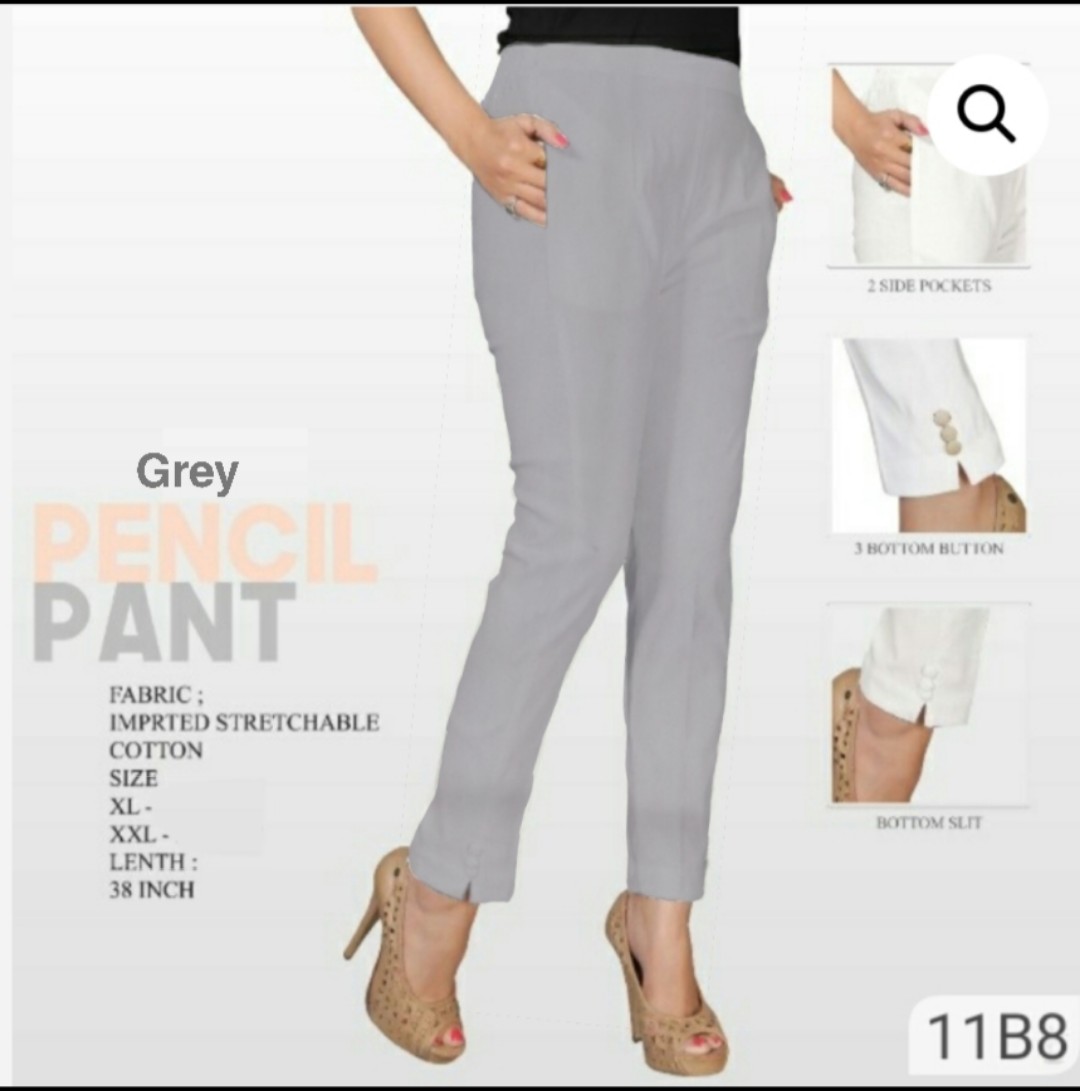 Grey
PENCIL
PANT
FABRIC ;
IMPRTED STRETCHABLE
COTTON
SIZE
XL -
XXL -
LENTH :
38 INCH
2 SIDE POCKETS
3 BOTTOM BUTTON
BOTTOM SLIT
11B8